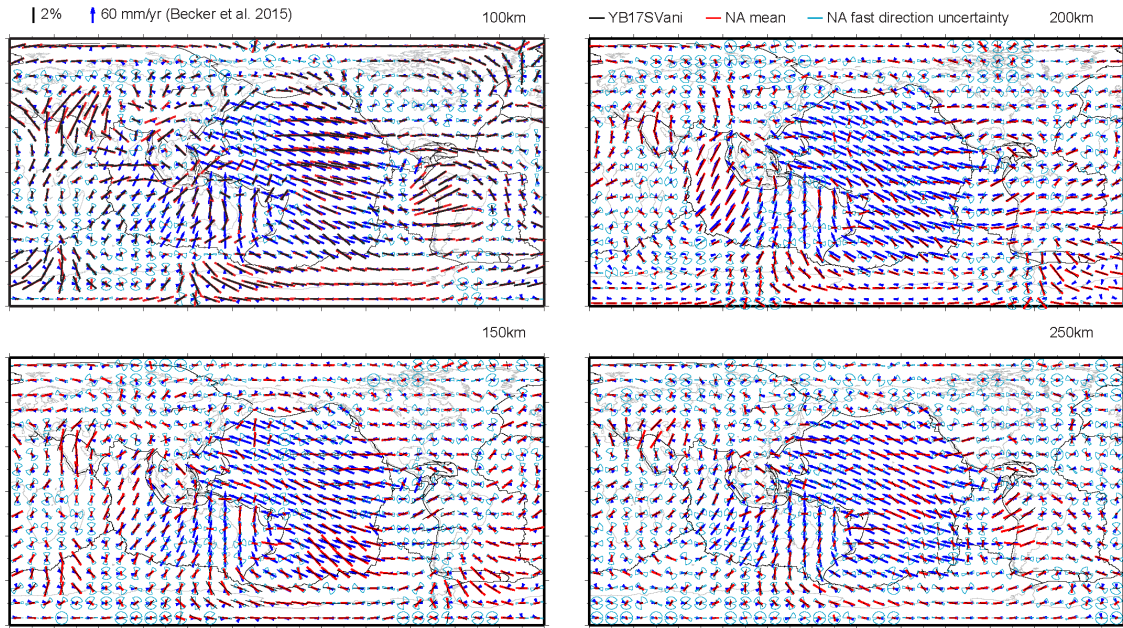 2% 60 mm/yr (Becker et al. 2015) 100km
YB17SVani NA mean NA fast direction uncertainty 200km
150km
250km